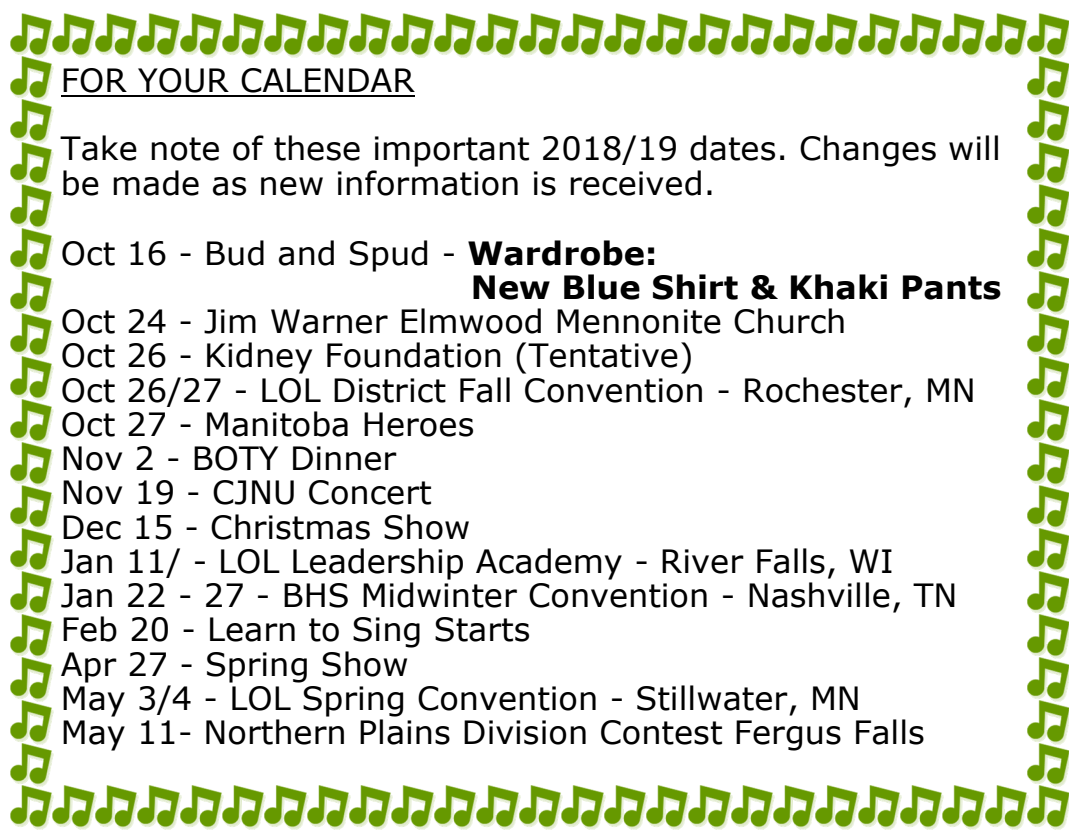 FOR YOUR CALENDAR
Take note of these important 2018/19 dates. Changes will
be made as new information is received.
Oct 16 - Bud and Spud - Wardrobe:
New Blue Shirt & Khaki Pants
Oct 24 - Jim Warner Elmwood Mennonite Church
Oct 26 - Kidney Foundation (Tentative)
Oct 26/27 - LOL District Fall Convention - Rochester, MN
Oct 27 - Manitoba Heroes
Nov 2 - BOTY Dinner
Nov 19 - CJNU Concert
Dec 15 - Christmas Show
Jan 11/ - LOL Leadership Academy - River Falls, WI
Jan 22 - 27 - BHS Midwinter Convention - Nashville, TN
Feb 20 - Learn to Sing Starts
Apr 27 - Spring Show
May 3/4 - LOL Spring Convention - Stillwater, MN
May 11- Northern Plains Division Contest Fergus Falls